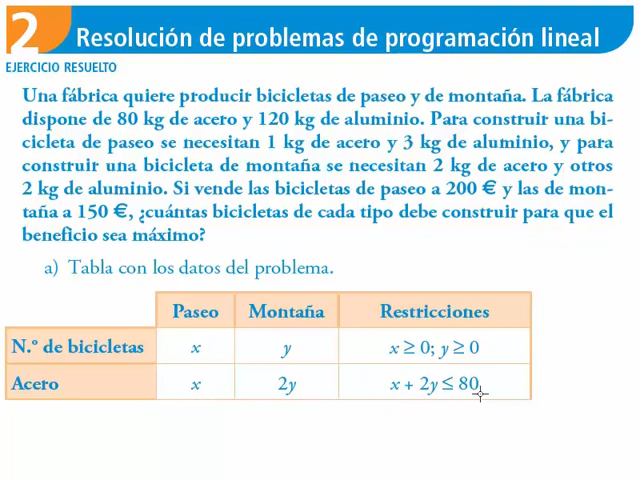 2 Resolución de problemas de programación lineal
EJERCICIO RESUELTO
Una fábrica quiere producir bicicletas de paseo y de montaña. La fábrica
dispone de 80 kg de acero y 120 kg de aluminio. Para construir una bi-
cicleta de paseo se necesitan 1 kg de acero y 3 kg de aluminio, y para
construir una bicicleta de montaña se necesitan 2 kg de acero y otros
2 kg de aluminio. Si vende las bicicletas de paseo a 200 € y las de mon-
taña a 150 €, ¿cuántas bicicletas de cada tipo debe construir para que el
beneficio sea máximo?
a) Tabla con los datos del problema.
Paseo Montaña Restricciones
N.º de bicicletas x y x ≥ 0; y ≥ 0
Acero x 2y x + 2y ≤ 80